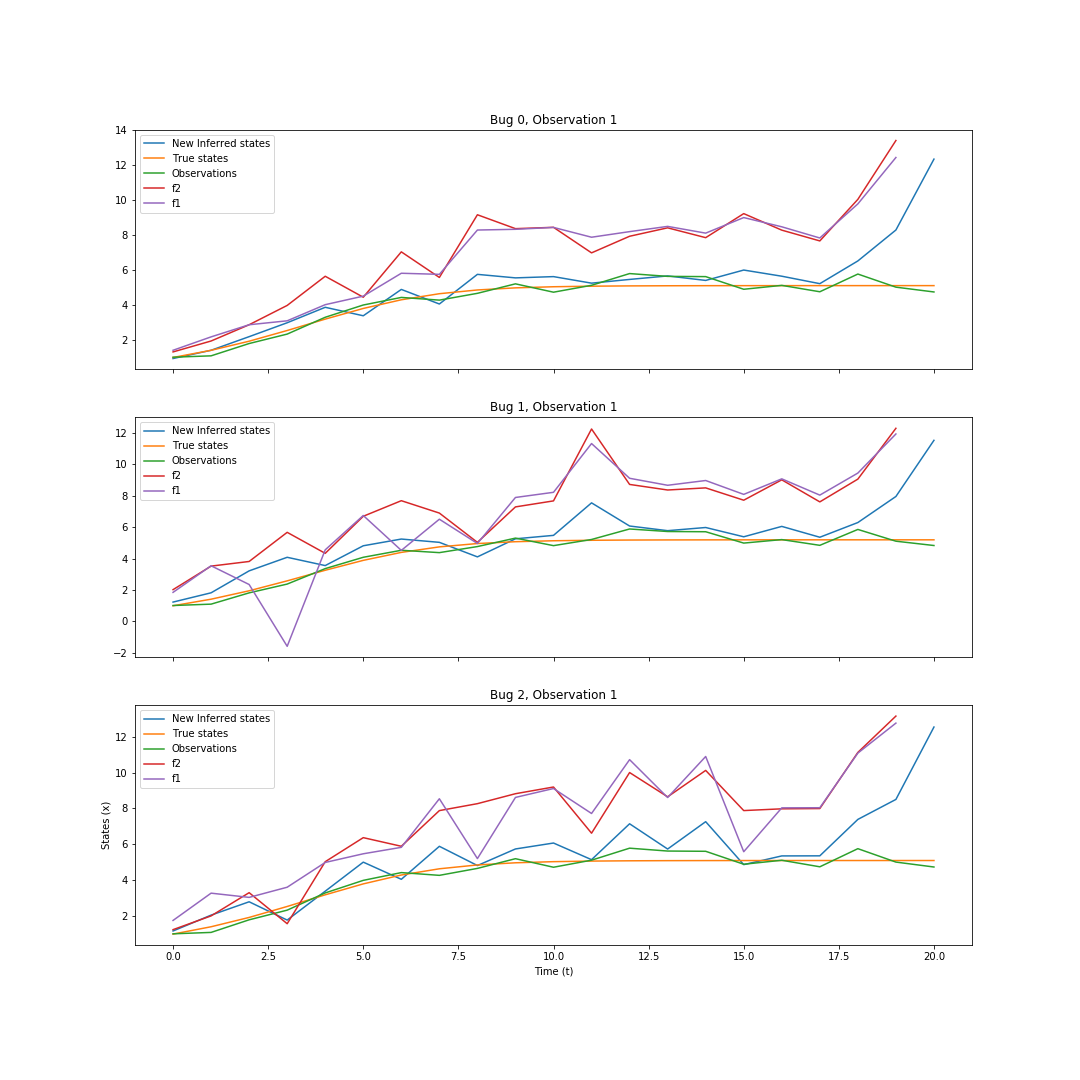 Bug 0, Observation 1
14
12
10
8
6
4
2
New Inferred states
True states
Observations
f2
f1
Bug 1, Observation 1
12
10
8
6
4
2
0
−2
New Inferred states
True states
Observations
f2
f1
Bug 2, Observation 1
12
10
8
6
4
2
States (x)
New Inferred states
True states
Observations
f2
f1
0.0 2.5 5.0 7.5 10.0 12.5 15.0 17.5 20.0
Time (t)